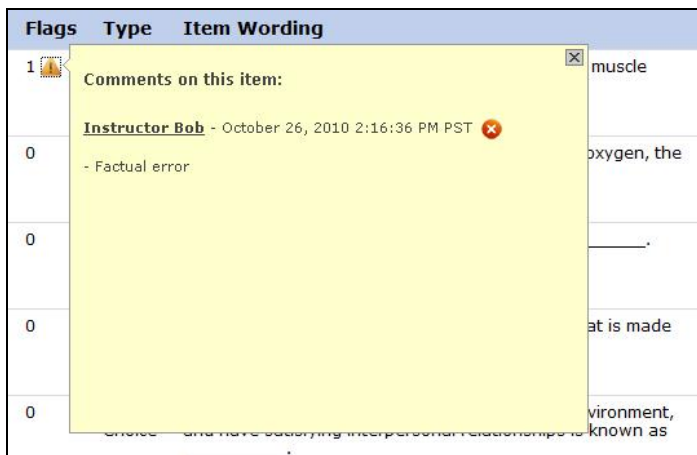 Flags Type Item Wording
1 muscle
Comments on this item:
Instructor Bob - October 26, 2010 2:16:36 PM PST
- Factual error
0 oxygen, the
0 ________.
0 at is made
0 vironment,
Choice and have satisfying interpersonal relationships is known as
________.